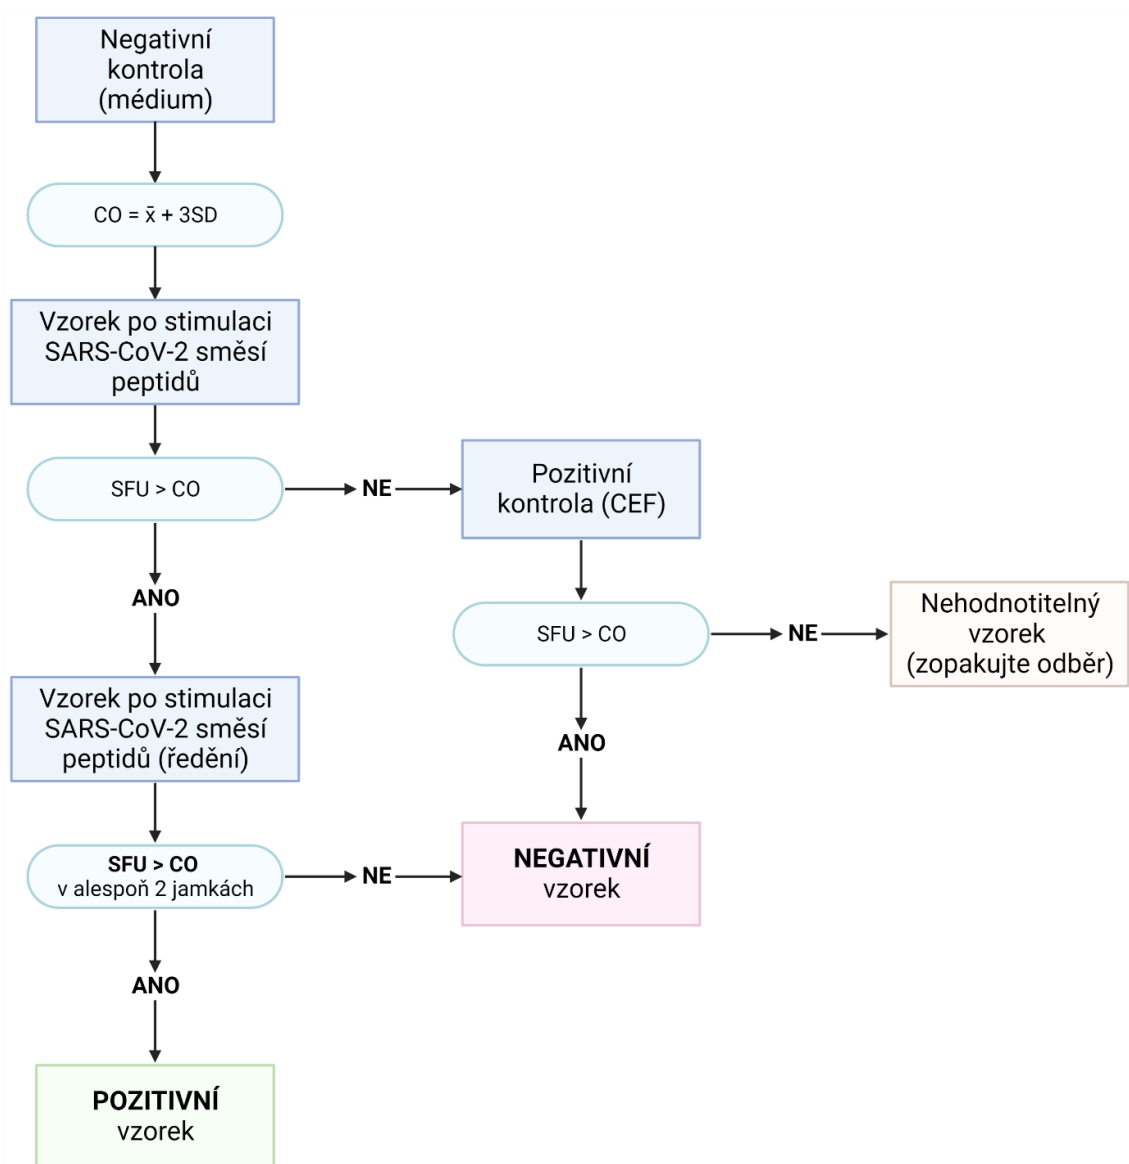 Negativní
kontrola
(médium)
CO = x̄ + 3SD
Vzorek po stimulaci
SARS-CoV-2 směsí
peptidů
SFU > CO
NE
Pozitivní
kontrola (CEF)
ANO
SFU > CO
NE
Nehodnotitelný
vzorek
(zopakujte odběr)
Vzorek po stimulaci
SARS-CoV-2 směsí
peptidů (ředění)
ANO
SFU > CO
v alespoň 2 jamkách
NE
NEGATIVNÍ
vzorek
ANO
POZITIVNÍ
vzorek